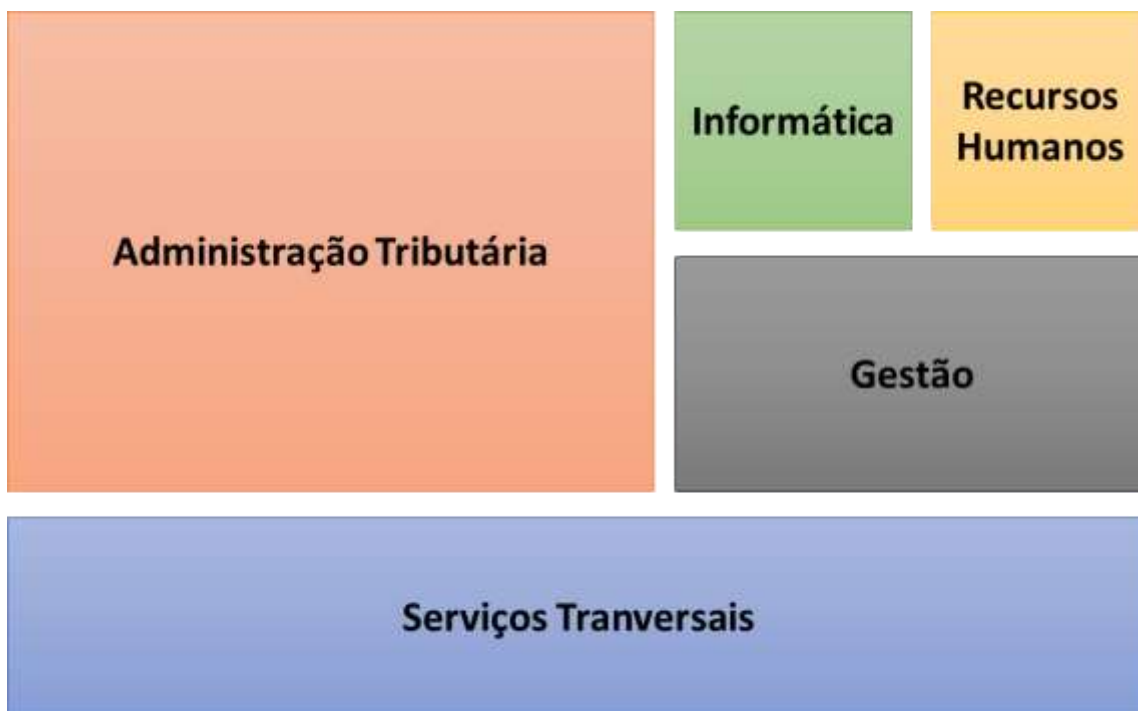 Administração Tributária
Informática
Recursos
Humanos
Gestão
Serviços Tranversais